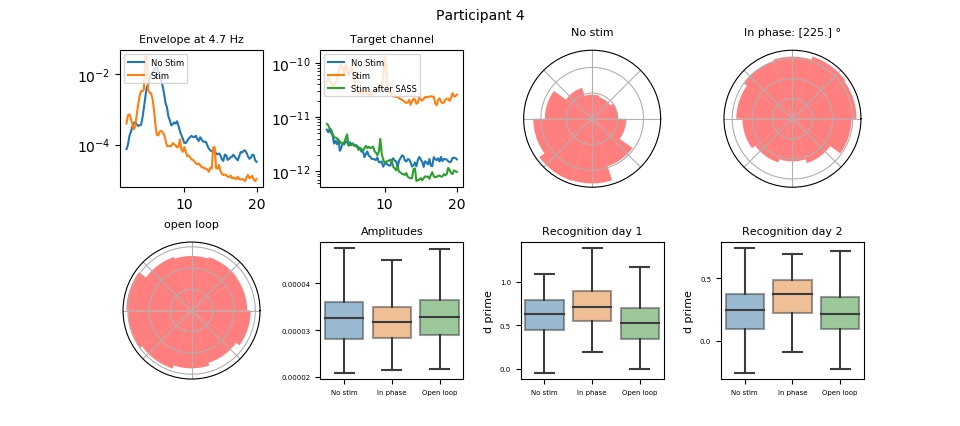 Participant 4
Envelope at 4.7 Hz
No Stim
Stim
10⁻²
10⁻⁴
10
20
Target channel
No Stim
Stim
Stim after SASS
10⁻¹⁰
10⁻¹¹
10⁻¹²
10
20
No stim
In phase: [225.] °
open loop
Amplitudes
0.00004
0.00003
0.00002
No stim
In phase
Open loop
Recognition day 1
d prime
1.0
0.5
0.0
No stim
In phase
Open loop
Recognition day 2
d prime
0.5
0.0
No stim
In phase
Open loop